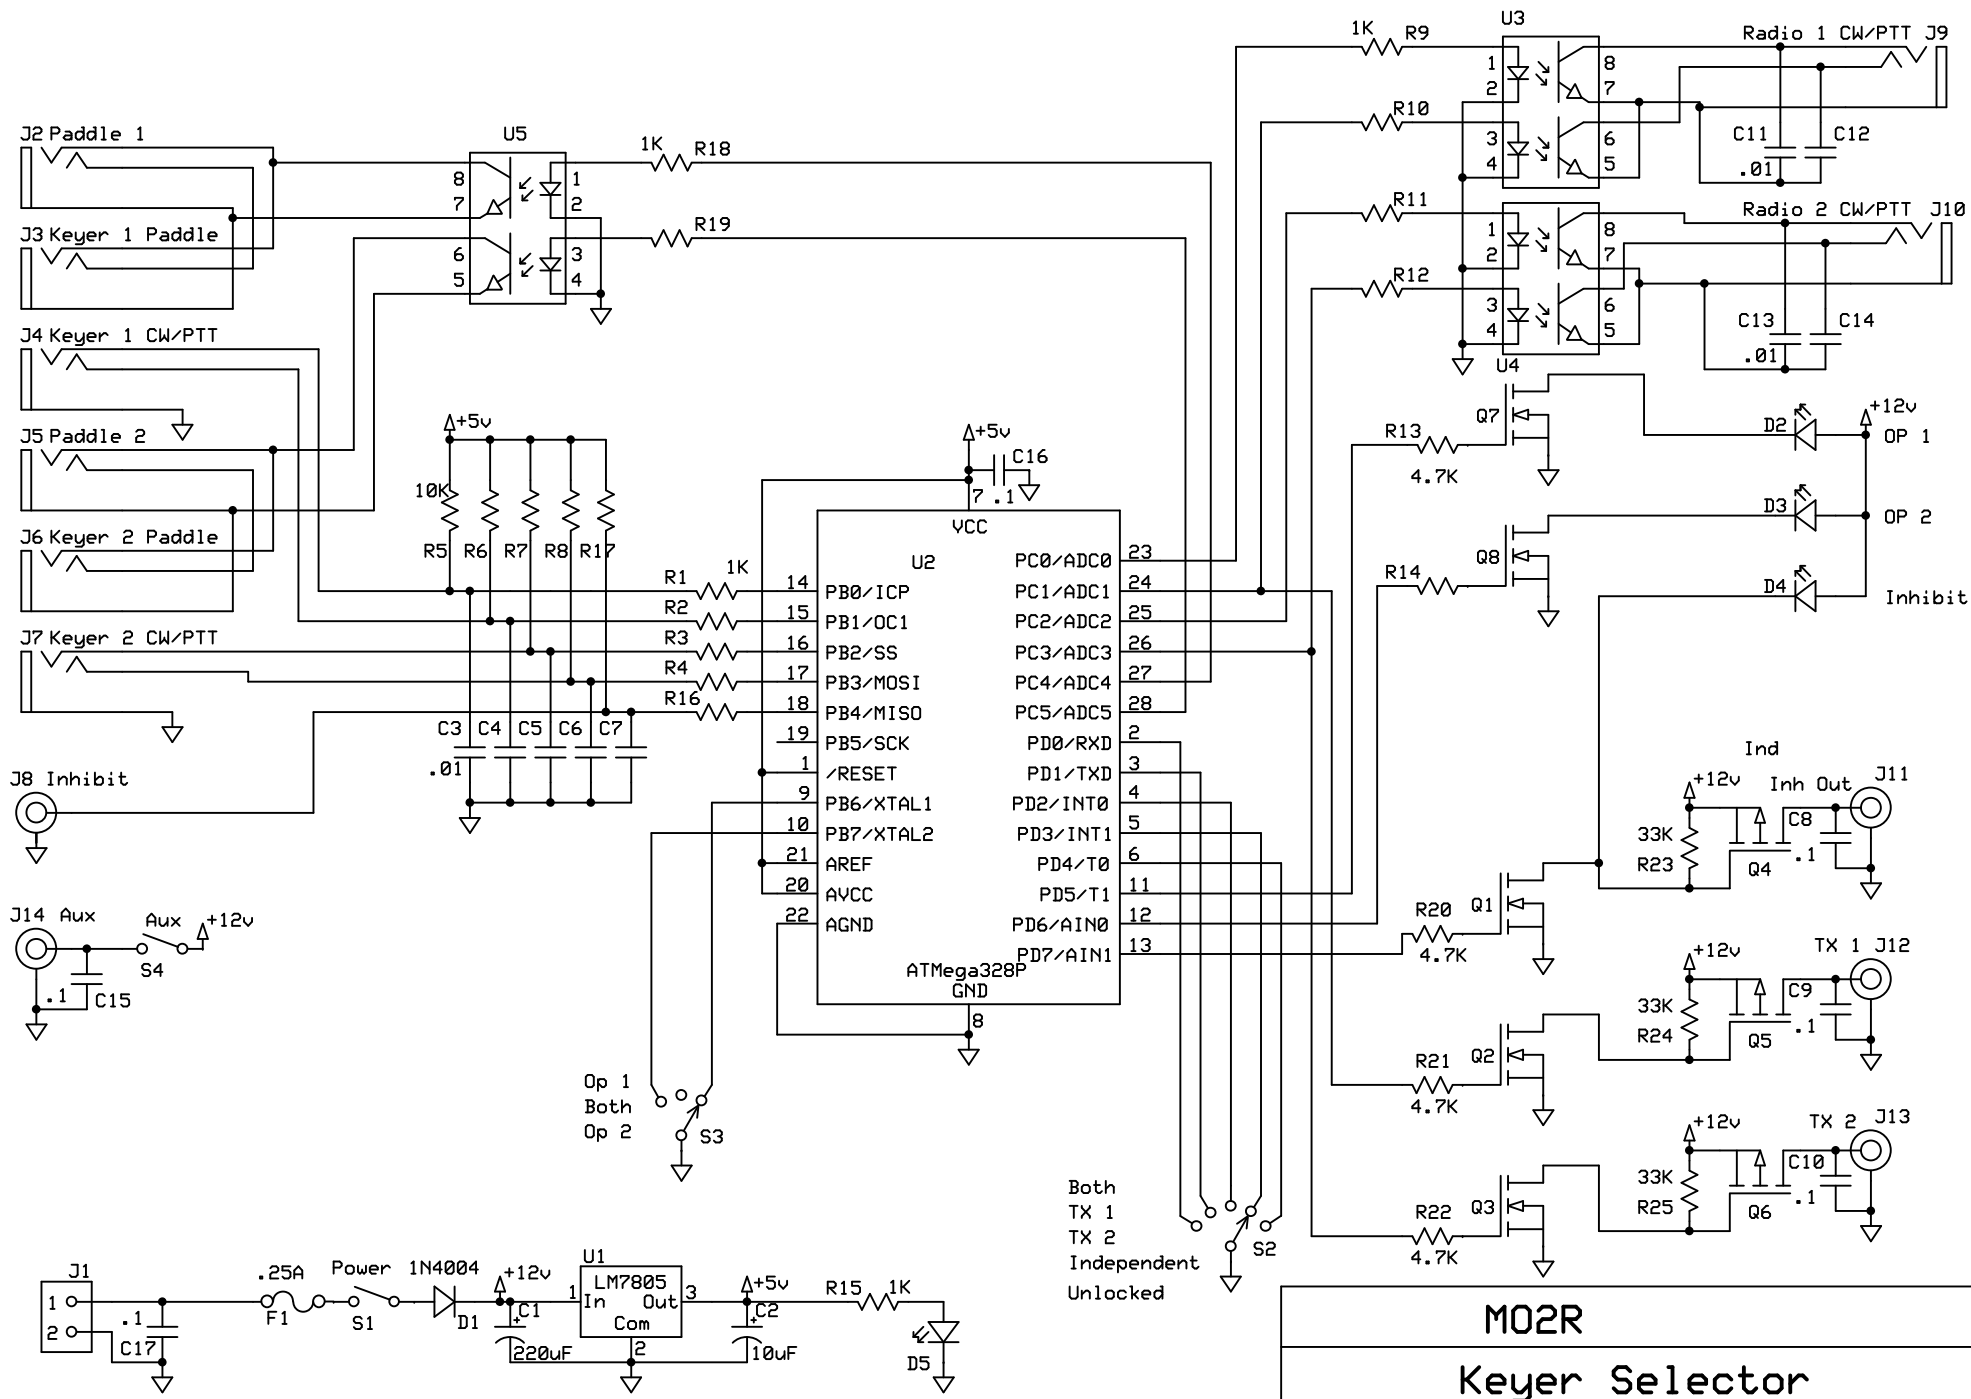 U3
1K R9
Radio 1 CW/PTT J9
1
2
8
7
R10
3
4
6
5
C11
C12
.01
J2 Paddle 1
U5
1K R18
8
7
1
2
R19
6
5
3
4
J3 Keyer 1 Paddle
R11
Radio 2 CW/PTT J10
1
2
8
7
R12
3
4
6
5
C13
C14
.01
U4
J4 Keyer 1 CW/PTT
J5 Paddle 2
J6 Keyer 2 Paddle
J7 Keyer 2 CW/PTT
J8 Inhibit
+5v
10K
R5 R6 R7 R8 R17
+5v
C16
7 .1
VCC
U2
R1 1K
R2
R3
R4
R16
C3 C4 C5 C6 C7
.01
14 PB0/ICP
15 PB1/OC1
16 PB2/SS
17 PB3/MOSI
18 PB4/MISO
19 PB5/SCK
1 /RESET
9 PB6/XTAL1
10 PB7/XTAL2
21 AREF
20 AVCC
22 AGND
PC0/ADC0 23
PC1/ADC1 24
PC2/ADC2 25
PC3/ADC3 26
PC4/ADC4 27
PC5/ADC5 28
PD0/RXD 2
PD1/TXD 3
PD2/INT0 4
PD3/INT1 5
PD4/T0 6
PD5/T1 11
PD6/AIN0 12
PD7/AIN1 13
ATMega328P
GND
8
Q7
R13
4.7K
D2
+12v
OP 1
Q8
R14
D3
OP 2
D4
Inhibit
Ind
Inh Out
J11
+12v
33K
R23
C8
.1
Q4
Q1
R20
4.7K
TX 1 J12
+12v
33K
R24
C9
.1
Q5
Q2
R21
4.7K
TX 2 J13
+12v
33K
R25
C10
.1
Q6
Q3
R22
4.7K
J14 Aux
Aux
+12v
S4
.1
C15
Op 1
Both
Op 2
S3
Both
TX 1
TX 2
Independent
Unlocked
S2
J1
1
2
.1
C17
.25A
F1
Power
S1
1N4004
D1
+12v
C1
220uF
U1
LM7805
1 In Out 3
Com
2
+5v
C2
10uF
R15 1K
D5
MO2R
Keyer Selector